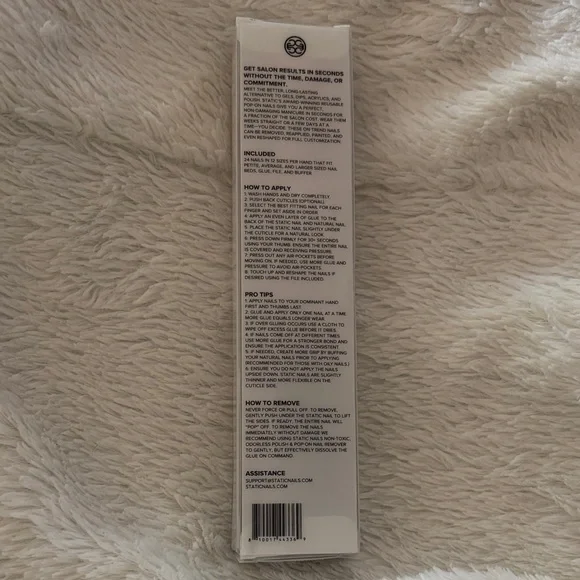 GET SALON RESULTS IN SECONDS
WITHOUT THE TIME, DAMAGE, OR
COMMITMENT.
MEET THE BETTER, LONG-LASTING
ALTERNATIVE TO GELS, DIPS, ACRYLICS, AND
POLISH. STATIC'S AWARD WINNING REUSABLE
POP-ON NAILS GIVE YOU A PERFECT
NON-DAMAGING MANICURE IN SECONDS FOR
A FRACTION OF THE SALON COST. WEAR THEM
WEEKS STRAIGHT OR A FEW DAYS AT A
TIME—YOU DECIDE. THESE ON TREND NAILS
CAN BE REMOVED, REAPPLIED, PAINTED, AND
EVEN RESHAPED FOR FULL CUSTOMIZATION.
INCLUDED
24 NAILS IN 12 SIZES PER HAND THAT FIT
PETITE, AVERAGE, AND LARGER SIZED NAIL
BEDS, GLUE, FILE, AND BUFFER
HOW TO APPLY
1. WASH HANDS AND DRY COMPLETELY.
2. PUSH BACK CUTICLES (OPTIONAL).
3. SELECT THE BEST FITTING NAIL FOR EACH
FINGER AND SET ASIDE IN ORDER.
4. APPLY AN EVEN LAYER OF GLUE TO THE
BACK OF THE STATIC NAIL AND NATURAL NAIL.
5. PLACE THE STATIC NAIL SLIGHTLY UNDER
THE CUTICLE FOR A NATURAL LOOK.
6. PRESS DOWN FIRMLY FOR 20+ SECONDS
USING YOUR THUMB. ENSURE THE ENTIRE NAIL
IS COVERED AND RECEIVING PRESSURE.
7. PRESS OUT ANY AIR POCKETS BEFORE
MOVING ON. IF NEEDED, USE MORE GLUE AND
PRESSURE TO AVOID AIR POCKETS.
8. TOUCH UP AND RESHAPE THE NAILS IF
DESIRED USING THE FILE INCLUDED.
PRO TIPS
1. APPLY NAILS TO YOUR DOMINANT HAND
FIRST AND THUMBS LAST
2. GLUE AND APPLY ONLY ONE NAIL AT A TIME
MORE GLUE EQUALS LONGER WEAR.
3. IF OVER GLUING OCCURS USE A CLOTH TO
WIPE OFF EXCESS GLUE BEFORE IT DRIES.
4. IF NAILS COME OFF AT DIFFERENT TIMES,
USE MORE GLUE FOR A STRONGER BOND AND
ENSURE THE APPLICATION IS CONSISTENT.
5. IF NEEDED, CREATE MORE GRIP BY BUFFING
YOUR NATURAL NAILS PRIOR TO APPLYING
(RECOMMENDED FOR THOSE WITH OILY NAILS.)
6. ENSURE YOU DO NOT APPLY THE NAILS
UPSIDE DOWN. STATIC NAILS ARE SLIGHTLY
THINNER AND MORE FLEXIBLE ON THE
CUTICLE SIDE.
HOW TO REMOVE
NEVER FORCE OR PULL OFF. TO REMOVE,
GENTLY PUSH UNDER THE STATIC NAIL TO LIFT
THE SIDES. IF READY, THE ENTIRE NAIL WILL
"POP" OFF. TO REMOVE THE NAILS
IMMEDIATELY WITHOUT DAMAGE WE
RECOMMEND USING STATIC NAILS NON-TOXIC,
ODORLESS POLISH & POP ON NAIL REMOVER
TO GENTLY, BUT EFFECTIVELY DISSOLVE THE
GLUE ON COMMAND.
ASSISTANCE
SUPPORT@STATICNAILS.COM
STATICNAILS.COM